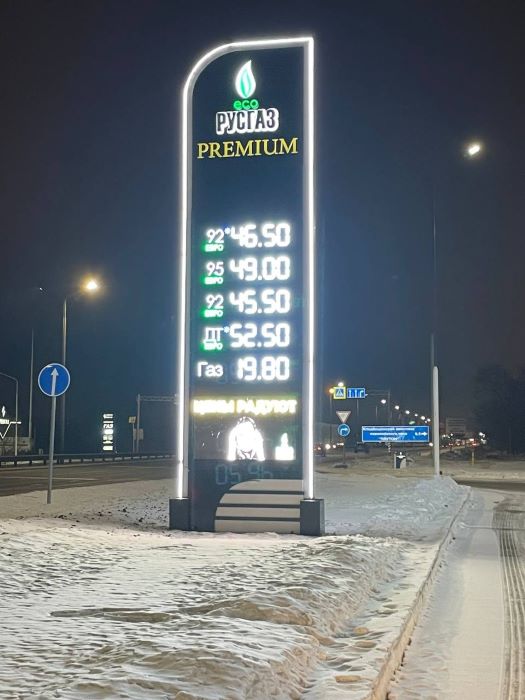 eco
РУСГАЗ
PREMIUM
92* 46.50
ЕВРО
95 49.00
ЕВРО
92 45.50
ЕВРО
ДТ* 52.50
ЕВРО
Газ 19.80
ЦЕНЫ РАДУЮТ
05:46
ГАЗ